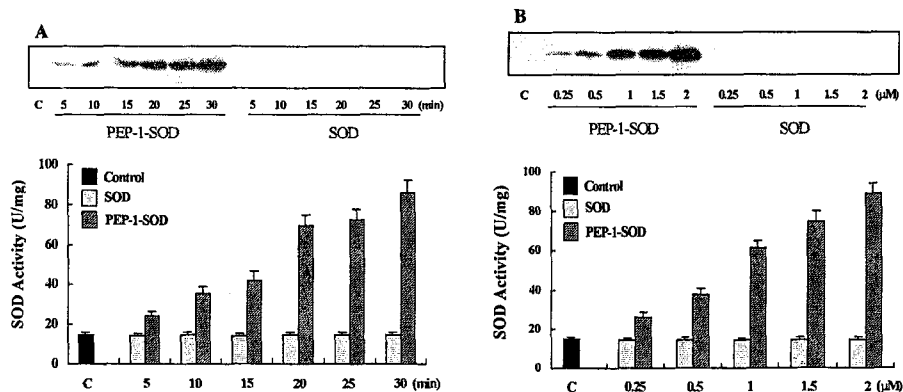 A
C 5 10 15 20 25 30 5 10 15 20 25 30 (min)
PEP-1-SOD SOD
100
80
60
40
20
0
SOD Activity (U/mg)
Control
SOD
PEP-1-SOD
C 5 10 15 20 25 30 (min)
B
C 0.25 0.5 1 1.5 2 0.25 0.5 1 1.5 2 (μM)
PEP-1-SOD SOD
100
80
60
40
20
0
SOD Activity (U/mg)
Control
SOD
PEP-1-SOD
C 0.25 0.5 1 1.5 2 (μM)